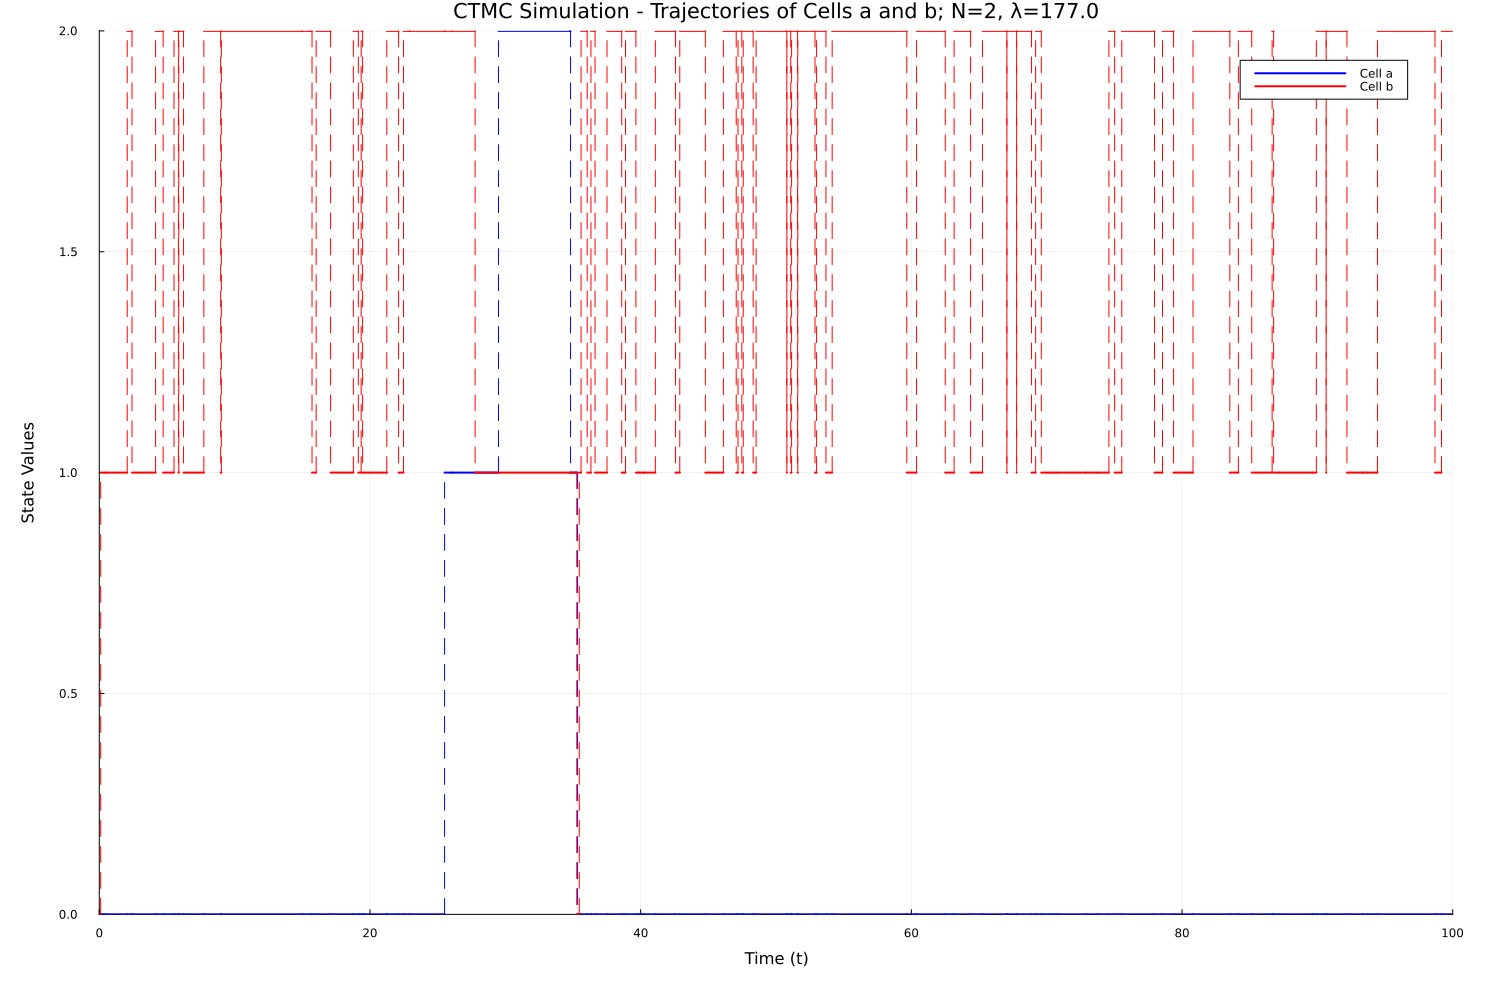 CTMC Simulation - Trajectories of Cells a and b; N=2, λ=177.0
2.0
Cell a
Cell b
1.5
1.0
State Values
0.5
0.0
0 20 40 60 80 100
Time (t)